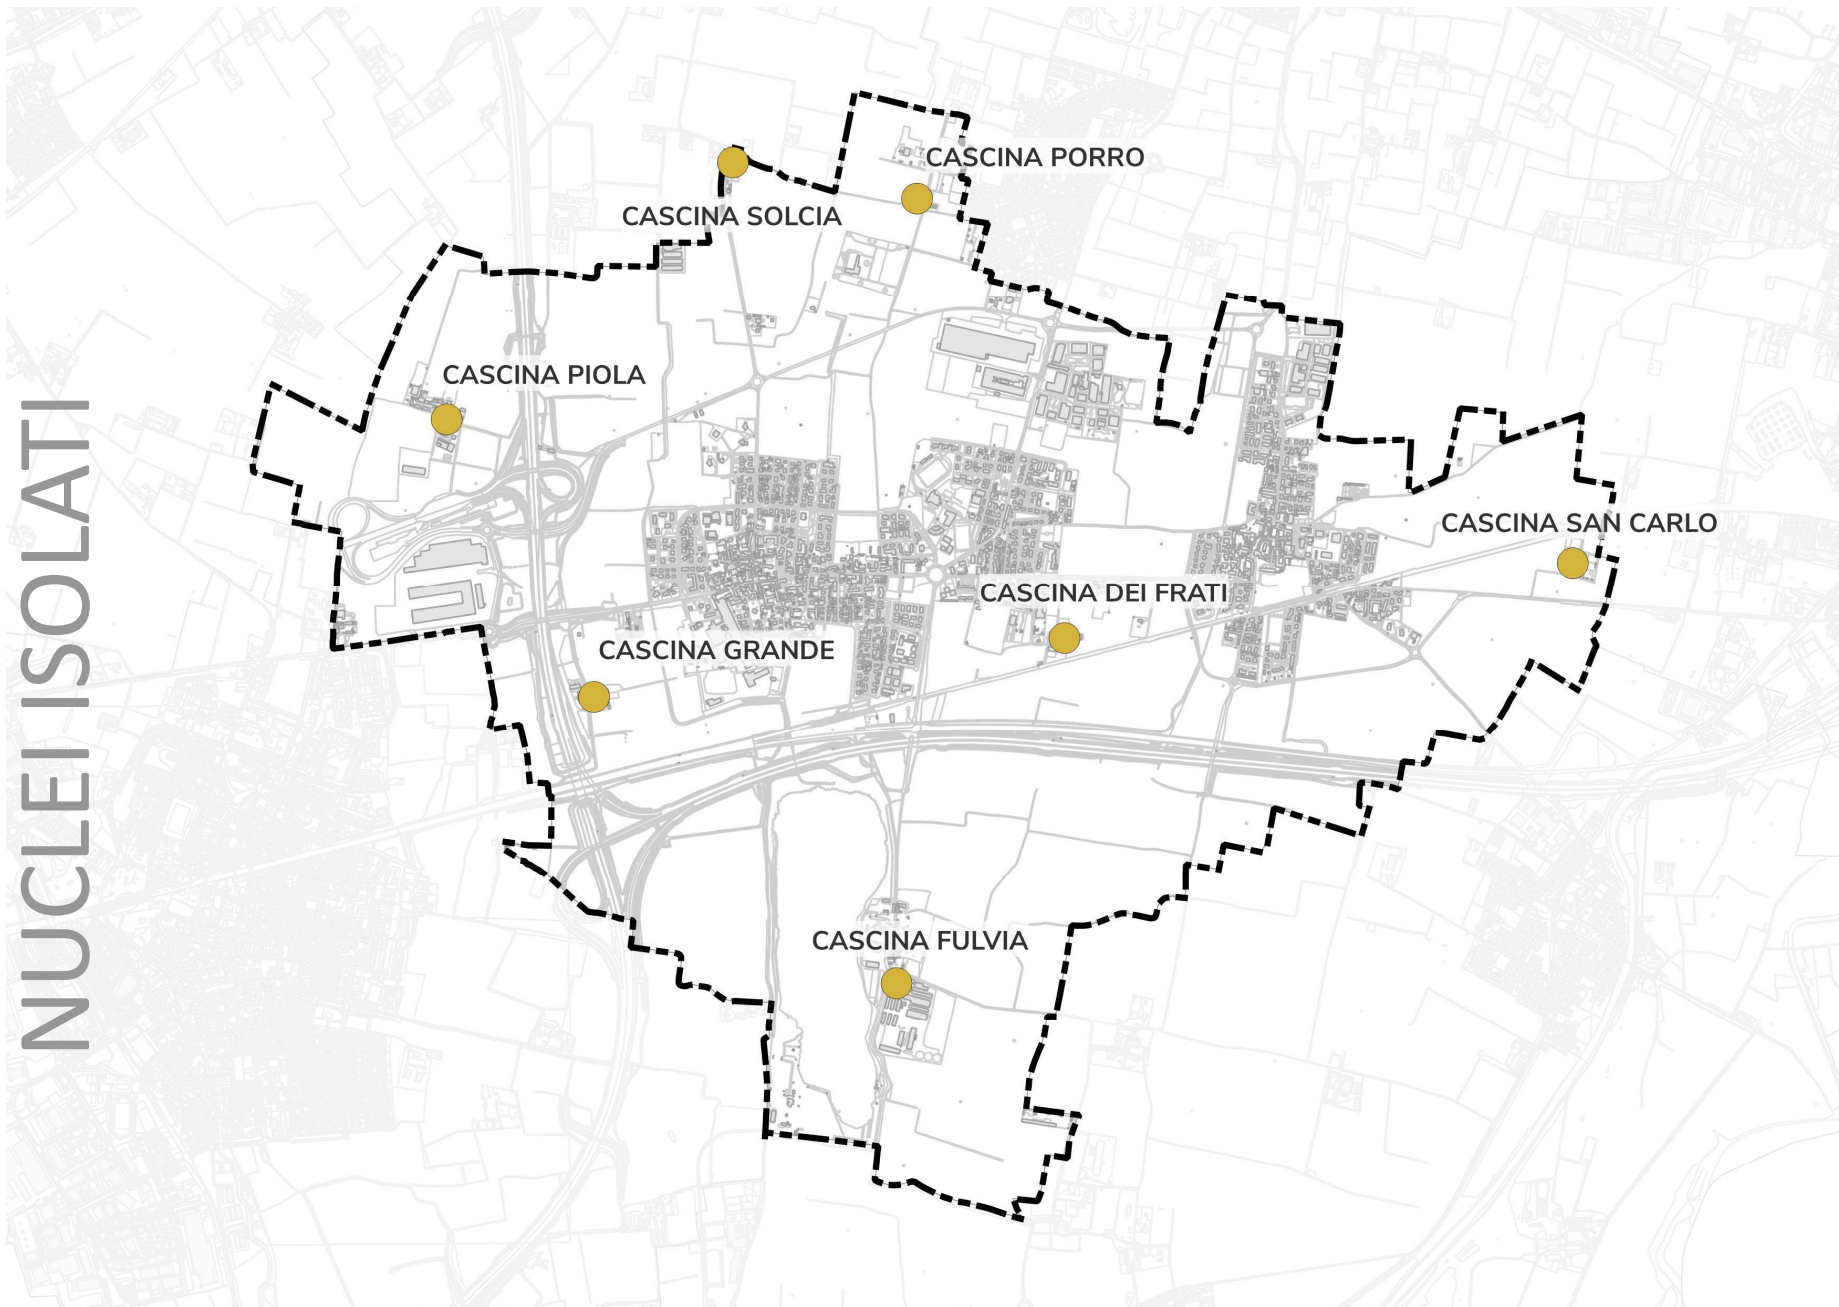 NUCLEI ISOLATI
CASCINA PORRO
CASCINA SOLCIA
CASCINA PIOLA
CASCINA SAN CARLO
CASCINA DEI FRATI
CASCINA GRANDE
CASCINA FULVIA